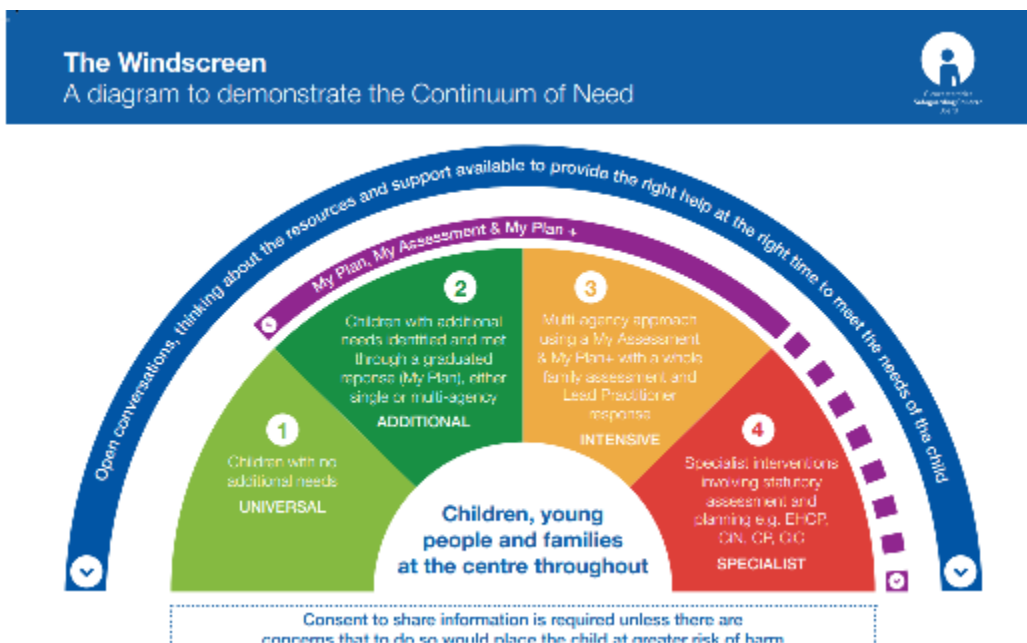 The Windscreen
A diagram to demonstrate the Continuum of Need
Open conversations, thinking about the resources and support available to provide the right help at the right time to meet the needs of the child
My Plan, My Assessment & My Plan +
1
Children with no
additional needs
UNIVERSAL
2
Children with additional
needs identified and met
through a graduated
reponse (My Plan), either
single or multi-agency
ADDITIONAL
3
Multi-agency approach
using a My Assessment
& My Plan+ with a whole
family assessment and
Lead Practitioner
response
INTENSIVE
4
Specialist interventions
involving statutory
assessment and
planning e.g. EHCP,
CiN, CP, CiC
SPECIALIST
Children, young
people and families
at the centre throughout
Consent to share information is required unless there are
concerns that to do so would place the child at greater risk of harm